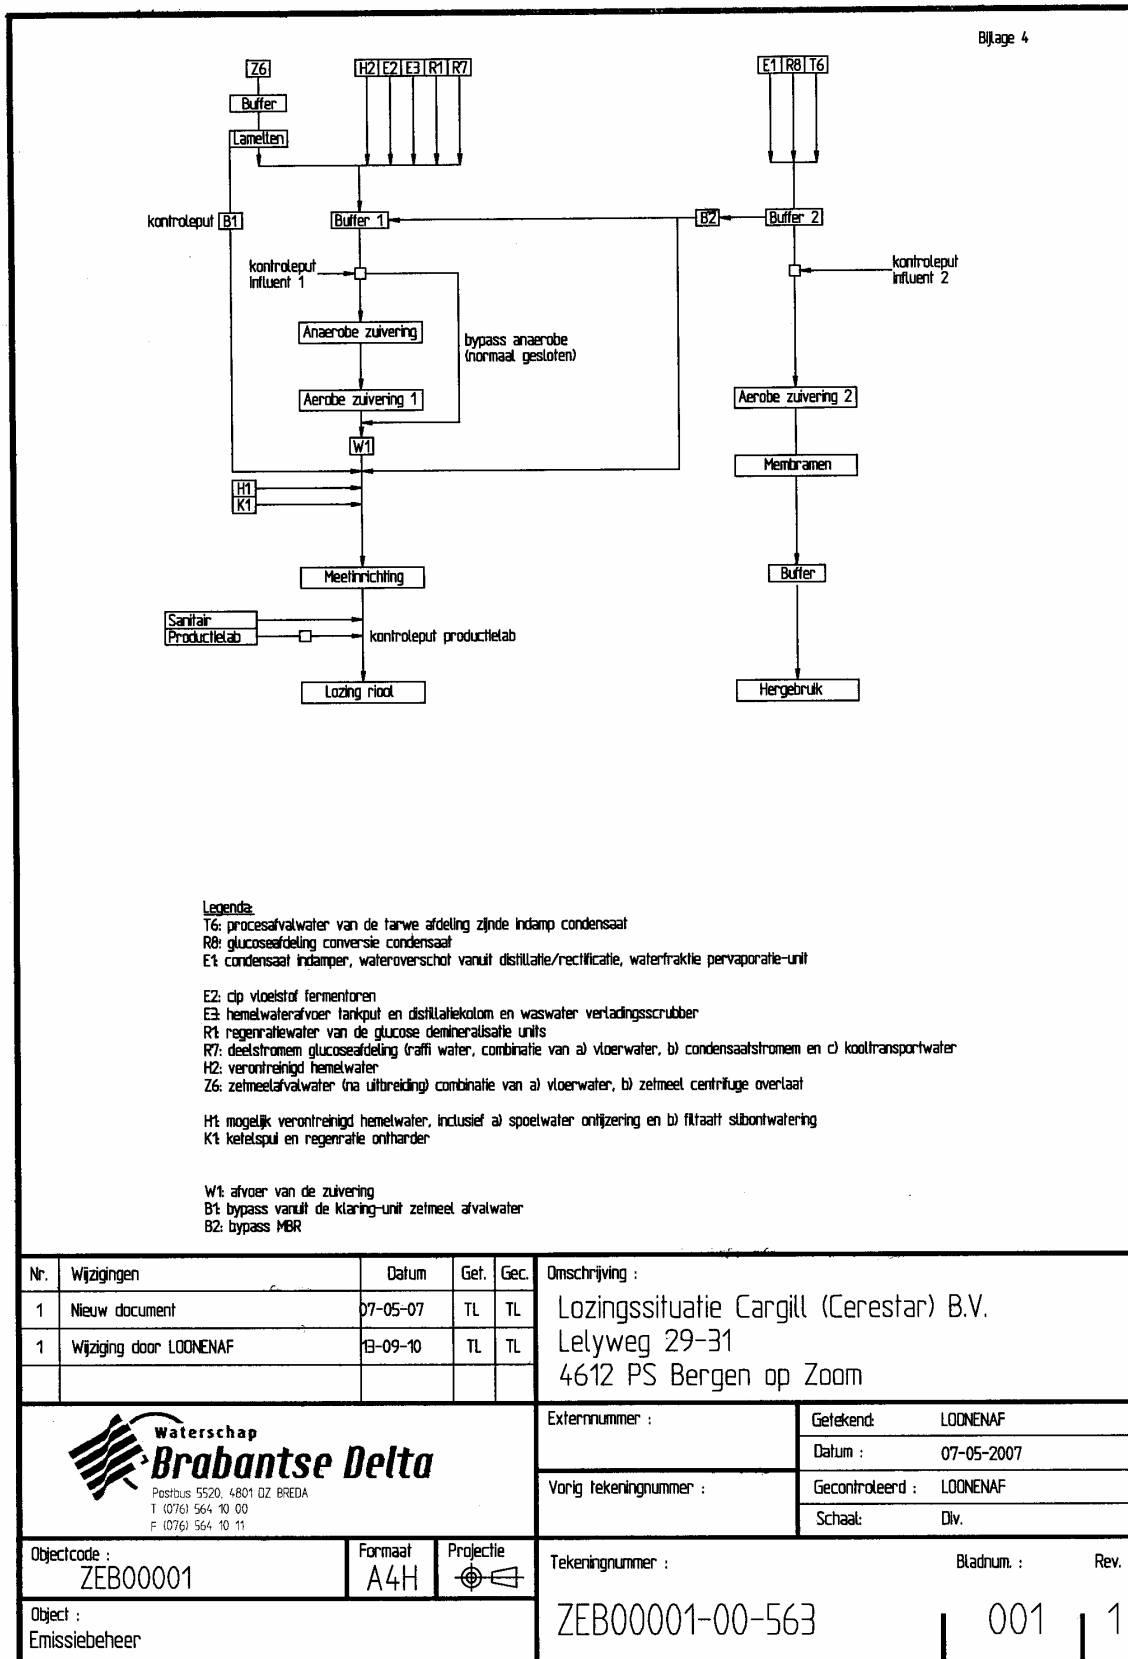 Bijlage 4
Z6
H2 E2 E3 R1 R7
E1 R8 T6
Buffer
Lamellen
kontroleput B1
Buffer 1
B2
Buffer 2
kontroleput
influent 1
kontroleput
influent 2
Anaerobe zuivering
bypass anaerobe
(normaal gesloten)
Aerobe zuivering 1
Aerobe zuivering 2
W1
Membramen
H1
K1
Meetinrichting
Buffer
Sanitair
Productielab
kontroleput productielab
Lozing riool
Hergebruik
Legenda:
T6: procesafvalwater van de tarwe afdeling zijnde indamp condensaat
R8: glucoseafdeling conversie condensaat
E1: condensaat indamper, wateroverschot vanuit distillatie/rectificatie, waterfraktie pervaporatie-unit
E2: cip vloeistof fermentoren
E3: hemelwaterafvoer tankput en distillatiekolom en waswater verladingsscrubber
R1: regenratiewater van de glucose demineralisatie units
R7: deelstromem glucoseafdeling (raffi water, combinatie van a) vloerwater, b) condensaatstromem en c) kooltransportwater
H2: verontreinigd hemelwater
Z6: zetmeelafvalwater (na uitbreiding) combinatie van a) vloerwater, b) zetmeel centrifuge overlaat
H1: mogelijk verontreinigd hemelwater, inclusief a) spoelwater ontijzering en b) filtaatt slibontwatering
K1: ketelspui en regenratie ontharder
W1: afvoer van de zuivering
B1: bypass vanuit de klaring-unit zetmeel afvalwater
B2: bypass MBR
Nr. Wijzigingen Datum Get. Gec.
1 Nieuw document 07-05-07 TL TL
1 Wijziging door LOONENAF 13-09-10 TL TL
Omschrijving :
Lozingssituatie Cargill (Cerestar) B.V.
Lelyweg 29-31
4612 PS Bergen op Zoom
Waterschap
Brabantse Delta
Postbus 5520, 4801 DZ BREDA
T (076) 564 10 00
F (076) 564 10 11
Externnummer :
Vorig tekeningnummer :
Getekend: LOONENAF
Datum : 07-05-2007
Gecontroleerd : LOONENAF
Schaal: Div.
Objectcode :
ZEB00001
Formaat
A4H
Projectie
Object :
Emissiebeheer
Tekeningnummer :
ZEB00001-00-563
Bladnum. :
001
Rev.
1